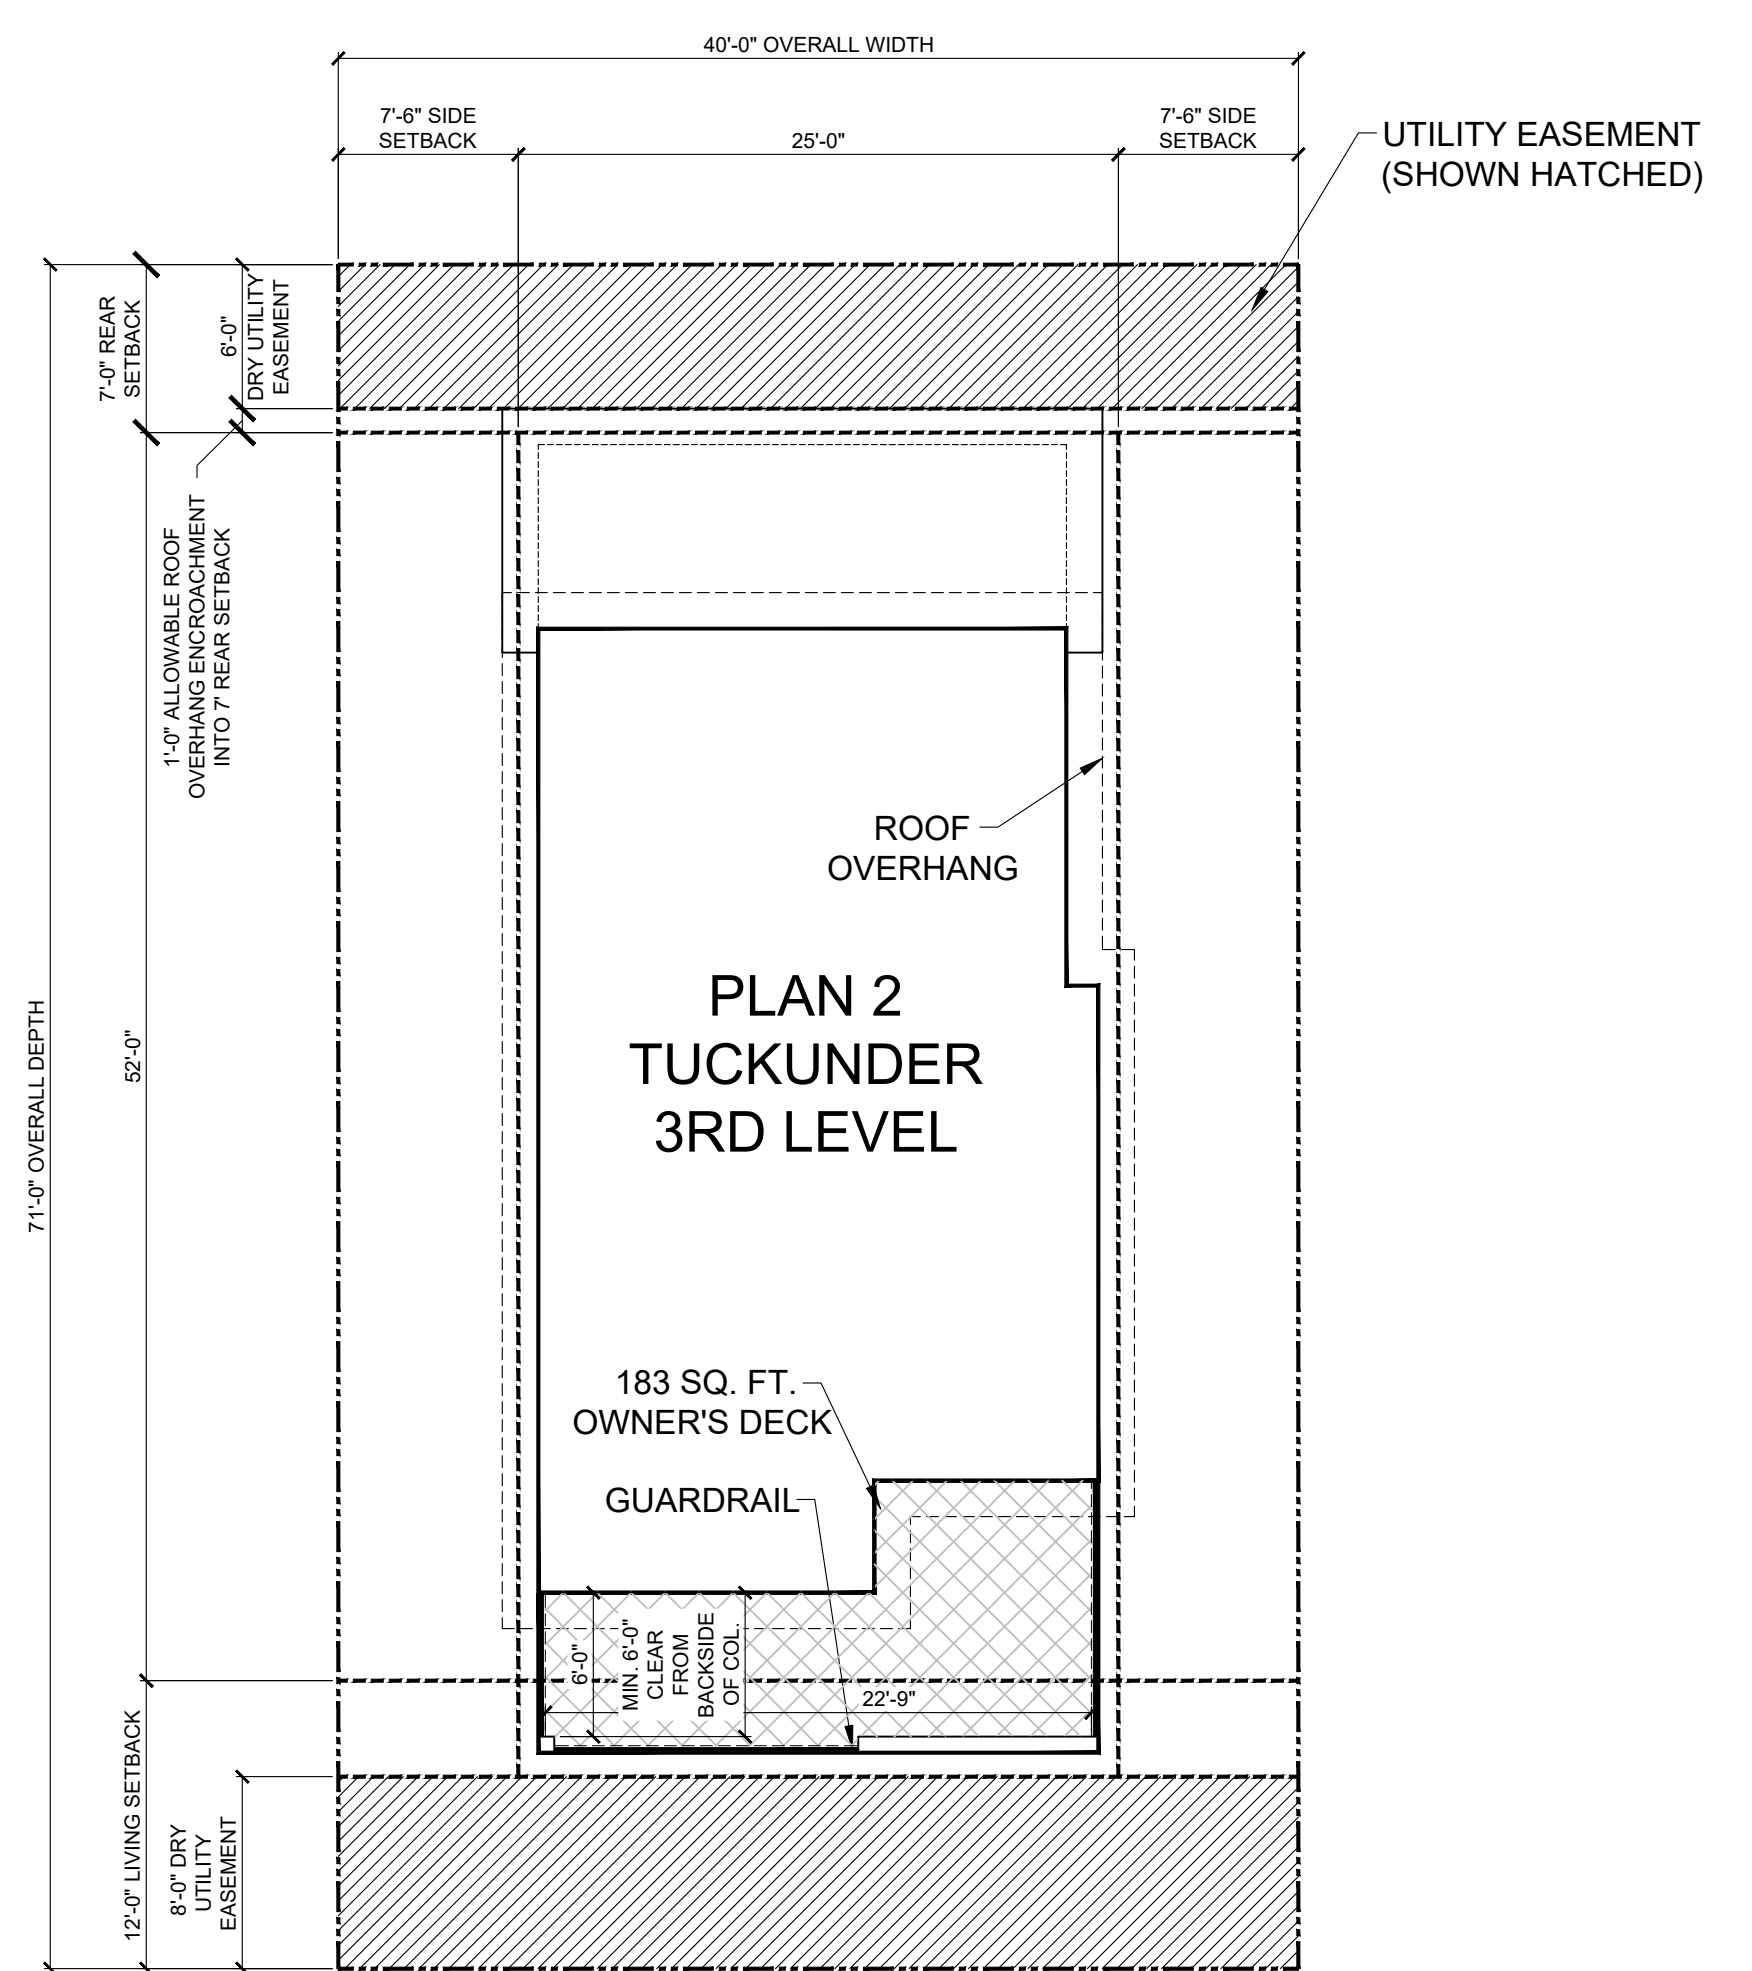 40'-0" OVERALL WIDTH
7'-6" SIDE
SETBACK
25'-0"
7'-6" SIDE
SETBACK
UTILITY EASEMENT
(SHOWN HATCHED)
7'-0" REAR
SETBACK
6'-0"
DRY UTILITY
EASEMENT
1'-0" ALLOWABLE ROOF
OVERHANG ENCROACHMENT
INTO 7' REAR SETBACK
ROOF
OVERHANG
PLAN 2
TUCKUNDER
3RD LEVEL
71'-0" OVERALL DEPTH
52'-0"
183 SQ. FT.
OWNER'S DECK
GUARDRAIL
6'-0"
MIN. 6'-0"
CLEAR
FROM
BACKSIDE
OF COL.
22'-9"
12'-0" LIVING SETBACK
8'-0" DRY
UTILITY
EASEMENT